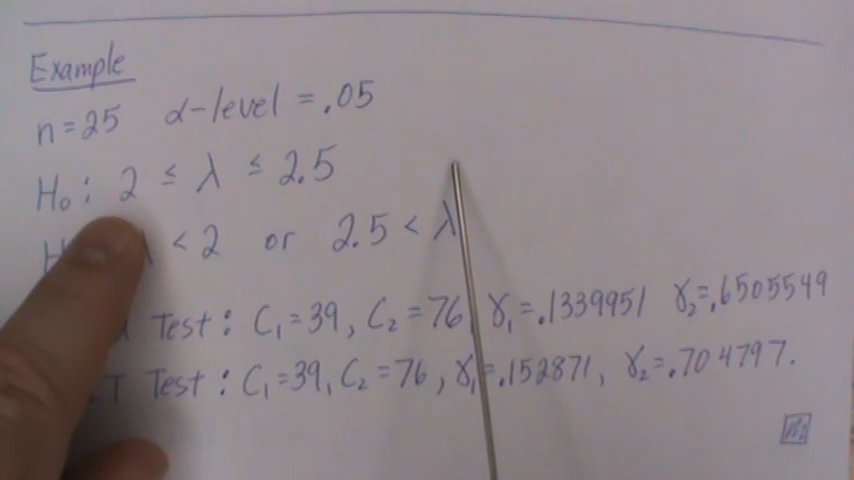 Example
n=25 α-level = .05
H₀: 2 ≤ λ ≤ 2.5
H λ < 2 or 2.5 < λ
Test: C₁=39, C₂=76, γ₁=.1339951 γ₂=.6505549
T Test: C₁=39, C₂=76, γ₁=.152871, γ₂=.704797.